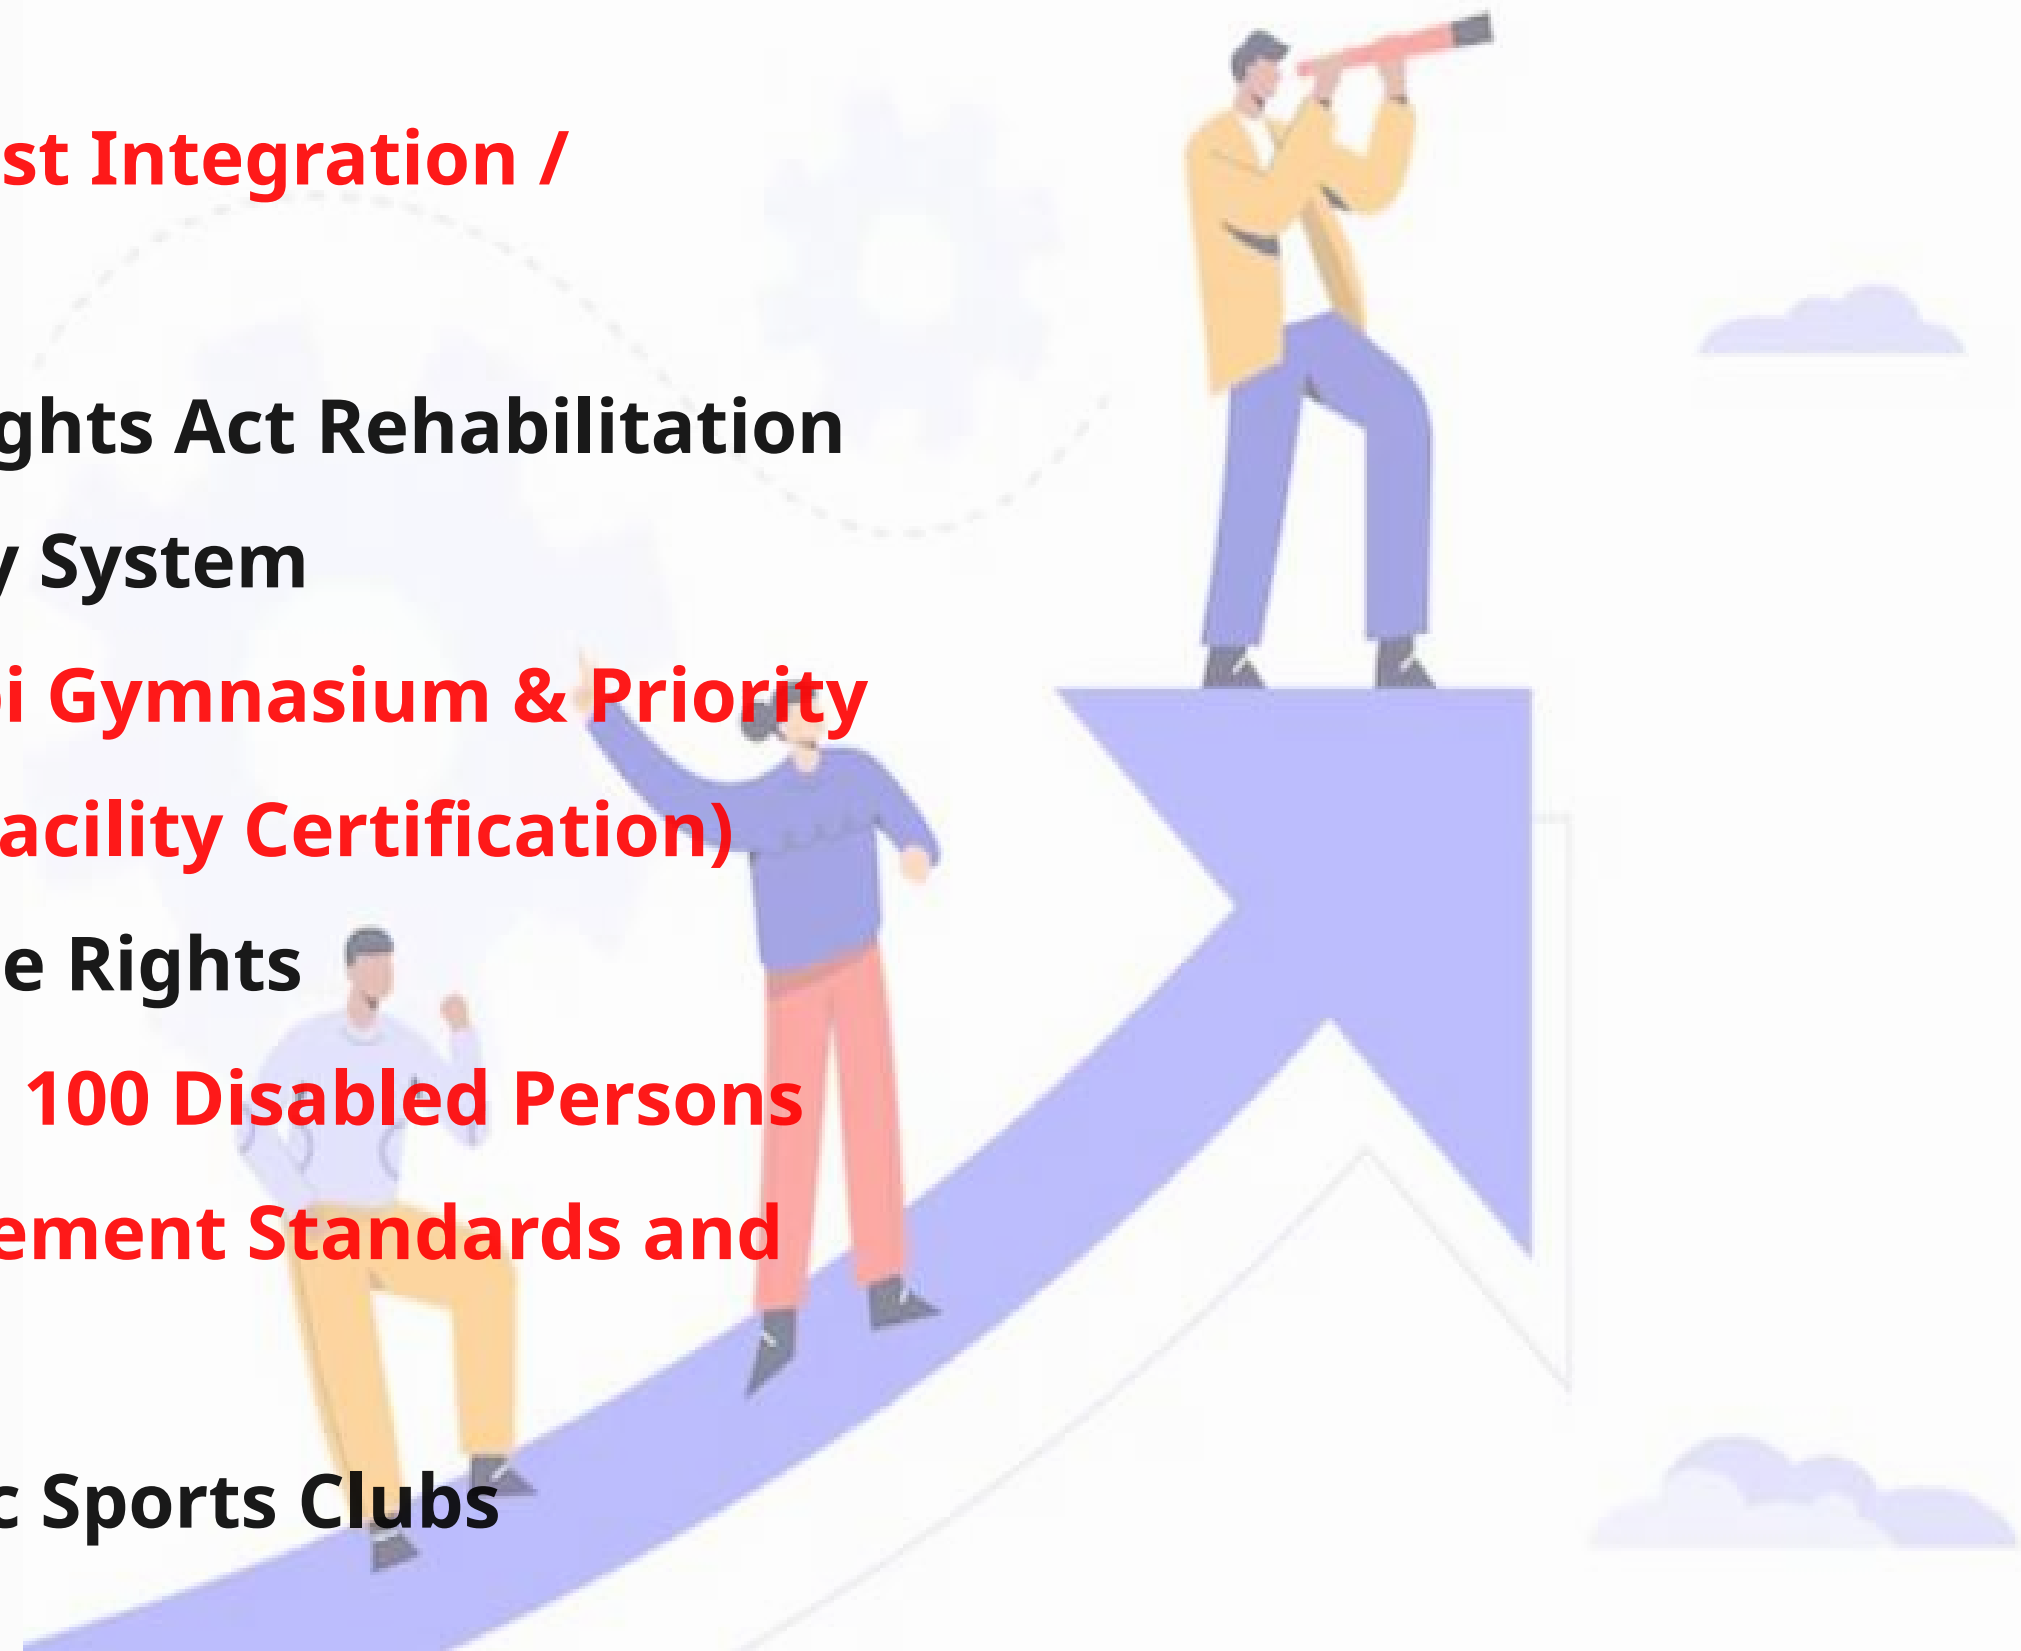 st Integration /
ghts Act Rehabilitation
y System
i Gymnasium & Priority
acility Certification)
e Rights
100 Disabled Persons
ement Standards and
c Sports Clubs